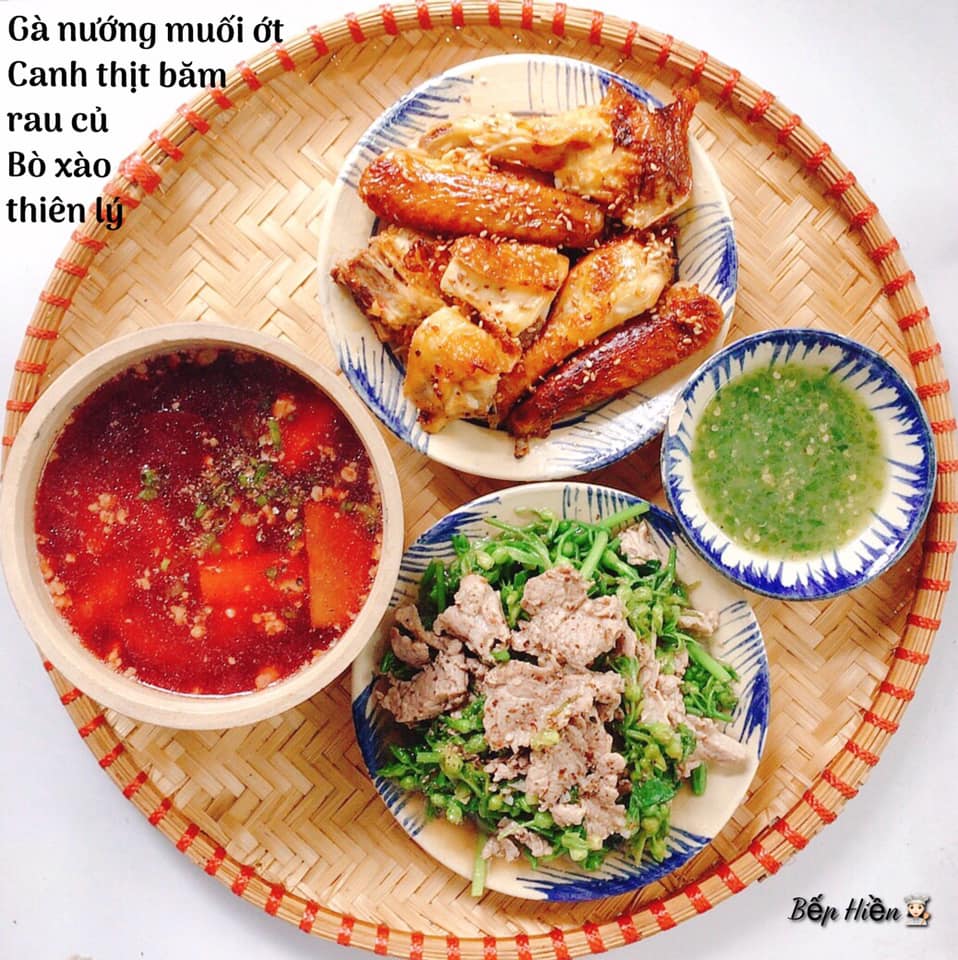 Gà nướng muối ớt
Canh thịt băm
rau củ
Bò xào
thiên lý
Bếp Hiền